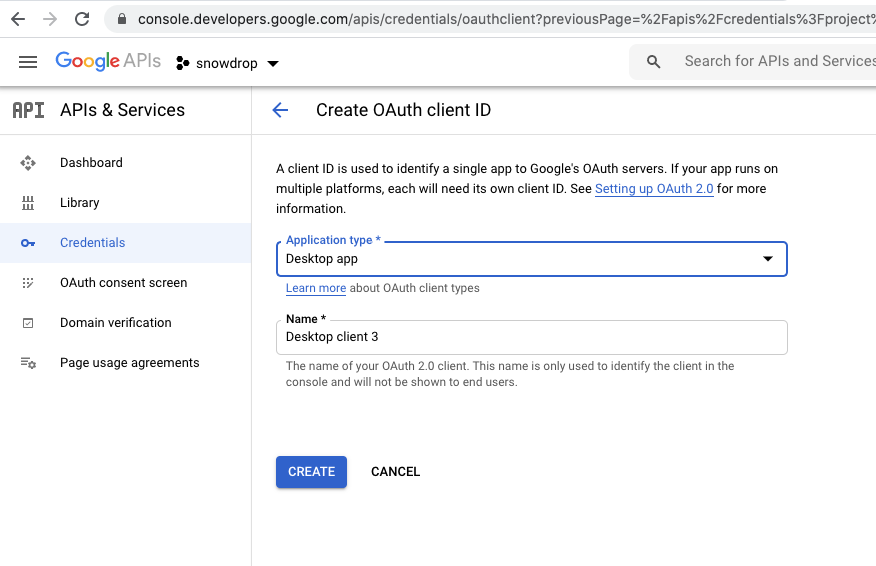 console.developers.google.com/apis/credentials/oauthclient?previousPage=%2Fapis%2Fcredentials%3Fproject%
Google APIs
snowdrop
Search for APIs and Services
API
APIs & Services
Create OAuth client ID
Dashboard
Library
Credentials
OAuth consent screen
Domain verification
Page usage agreements
A client ID is used to identify a single app to Google's OAuth servers. If your app runs on
multiple platforms, each will need its own client ID. See Setting up OAuth 2.0 for more
information.
Application type *
Desktop app
Learn more about OAuth client types
Name *
Desktop client 3
The name of your OAuth 2.0 client. This name is only used to identify the client in the
console and will not be shown to end users.
CREATE
CANCEL